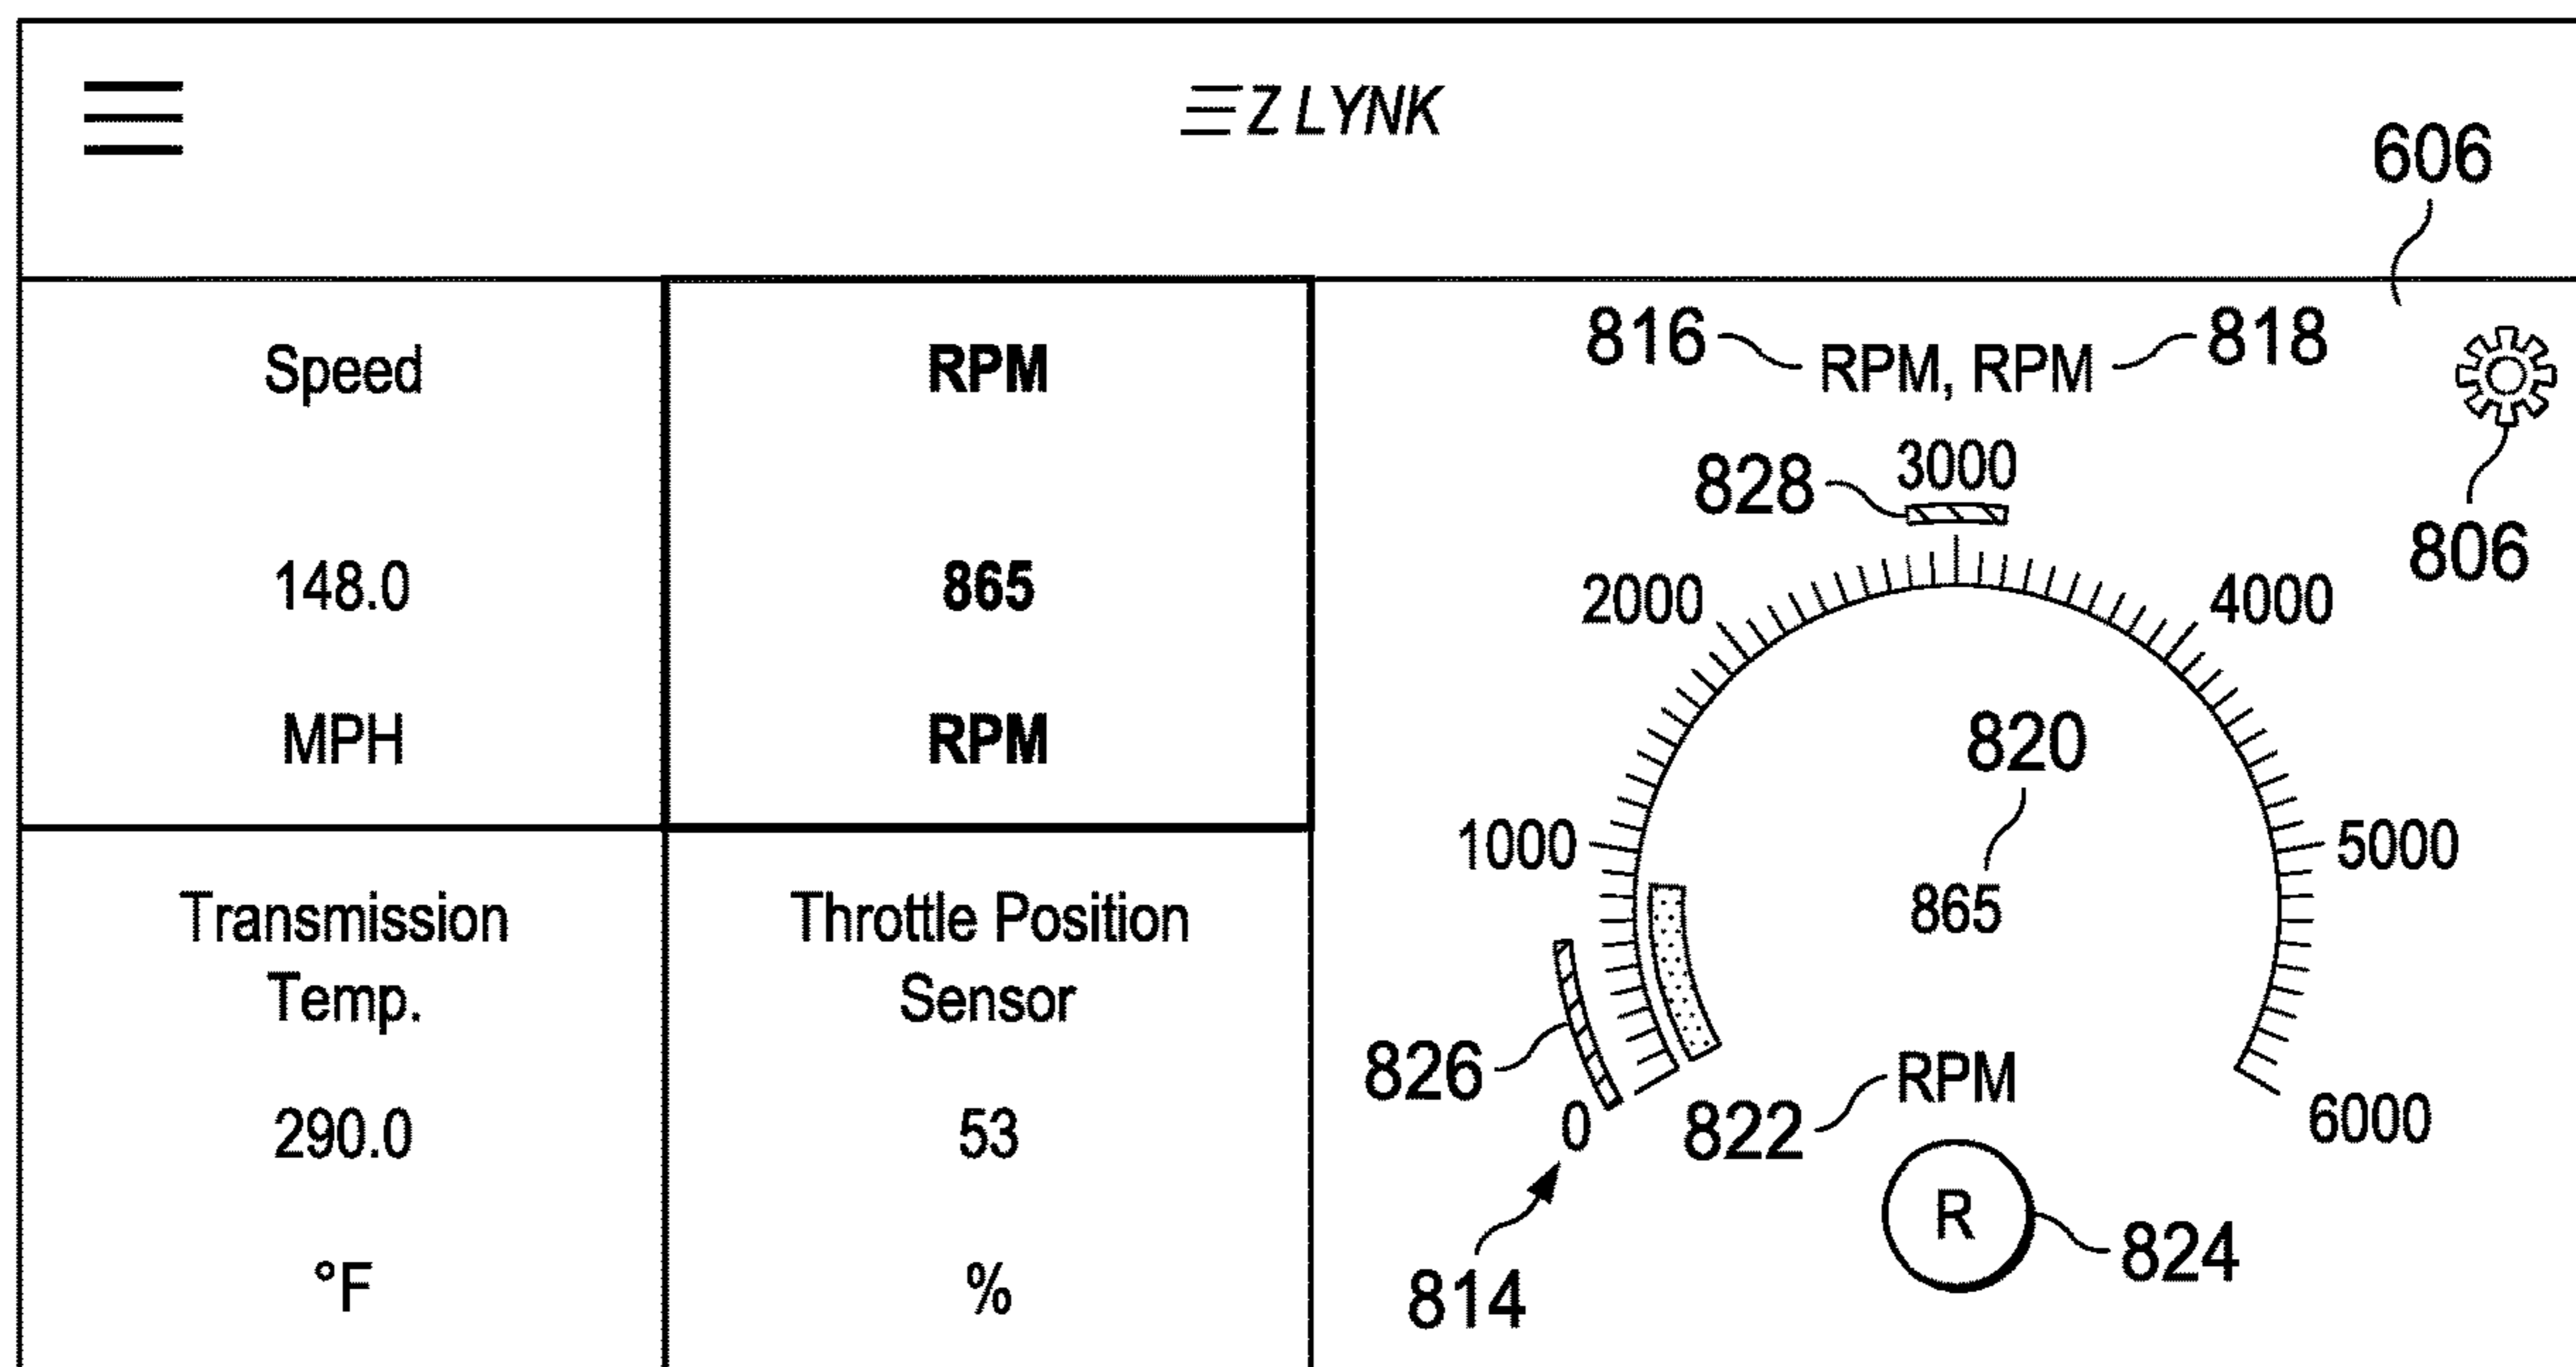 EZ LYNK
606
Speed
148.0
MPH
RPM
865
RPM
Transmission
Temp.
290.0
°F
Throttle Position
Sensor
53
%
816 RPM, RPM 818
806
828 3000
2000
4000
820
1000
5000
865
826
0
822 RPM
6000
R
824
814